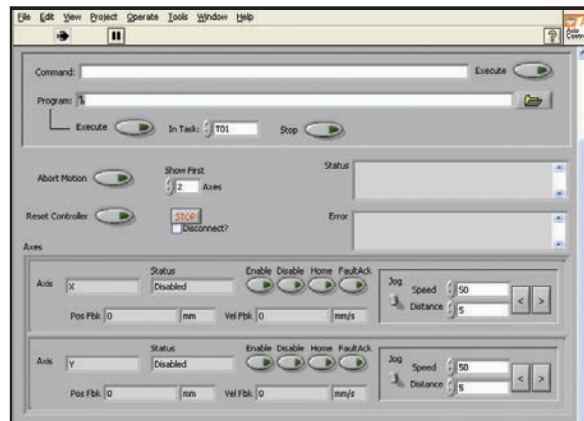 File Edit View Project Operate Tools Window Help
Command: Execute
Program:
Execute In Task: T01 Stop
Abort Motion
Show First
2 Axes
Status
Reset Controller
STOP
Disconnect?
Error
Axes
Axis X
Status
Disabled
Enable Disable Home FaultAck
Jog
Speed 50
Distance 5
< >
Pos Fbk 0 mm Vel Fbk 0 mm/s
Axis Y
Status
Disabled
Enable Disable Home FaultAck
Jog
Speed 50
Distance 5
< >
Pos Fbk 0 mm Vel Fbk 0 mm/s